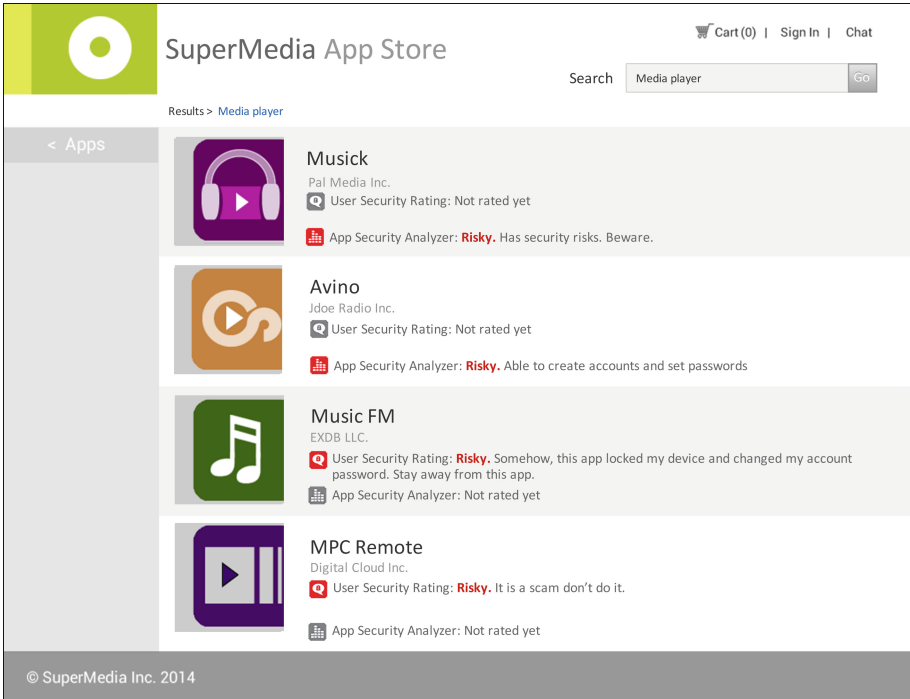 SuperMedia App Store
Cart (0) | Sign In | Chat
Search Media player Go
Results > Media player
< Apps
Musick
Pal Media Inc.
User Security Rating: Not rated yet
App Security Analyzer: Risky. Has security risks. Beware.
Avino
Jdoe Radio Inc.
User Security Rating: Not rated yet
App Security Analyzer: Risky. Able to create accounts and set passwords
Music FM
EXDB LLC.
User Security Rating: Risky. Somehow, this app locked my device and changed my account
password. Stay away from this app.
App Security Analyzer: Not rated yet
MPC Remote
Digital Cloud Inc.
User Security Rating: Risky. It is a scam don’t do it.
App Security Analyzer: Not rated yet
© SuperMedia Inc. 2014